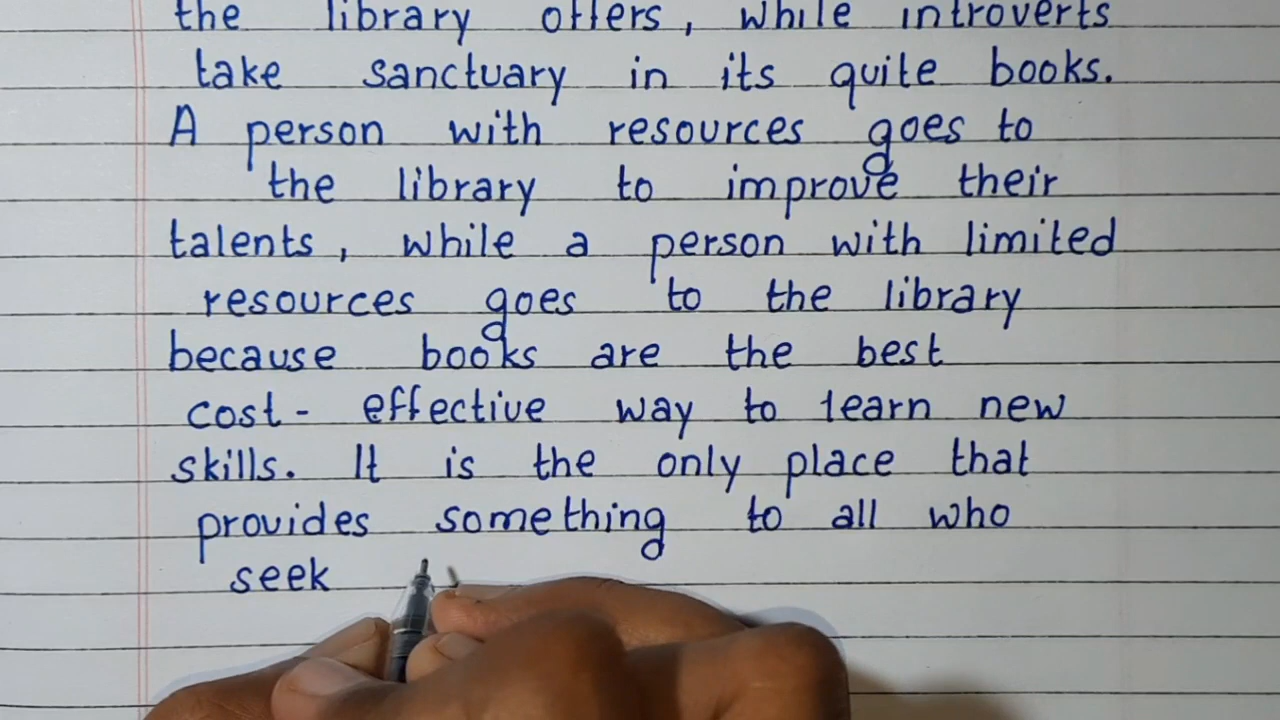 the library offers, while introverts
take sanctuary in its quite books.
A person with resources goes to
the library to improve their
talents, while a person with limited
resources goes to the library
because books are the best
cost- effective way to learn new
skills. It is the only place that
provides something to all who
seek